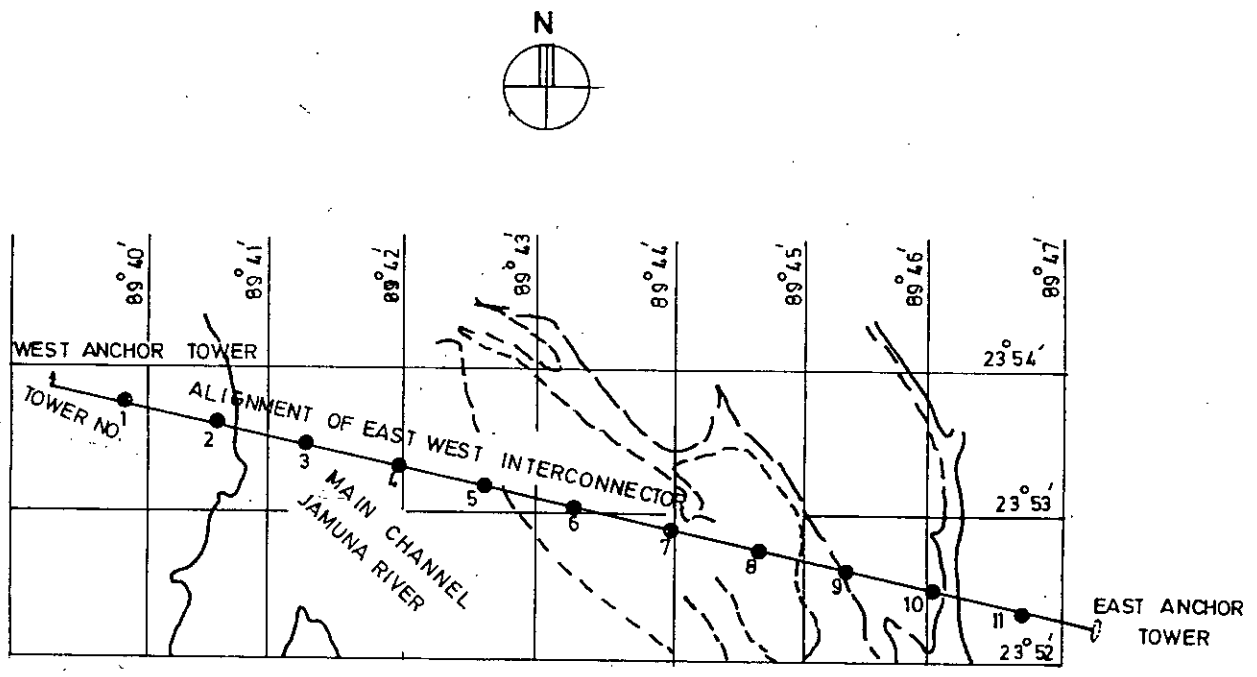 N
89° 40'
89° 41'
89° 42'
89° 43'
89° 44'
89° 45'
89° 46'
89° 47'
WEST ANCHOR TOWER
23° 54'
TOWER NO.
ALIGNMENT OF EAST WEST INTERCONNECTOR
1
2
3
4
5
6
7
8
9
10
11
MAIN CHANNEL
JAMUNA RIVER
23° 53'
EAST ANCHOR
TOWER
23° 52'